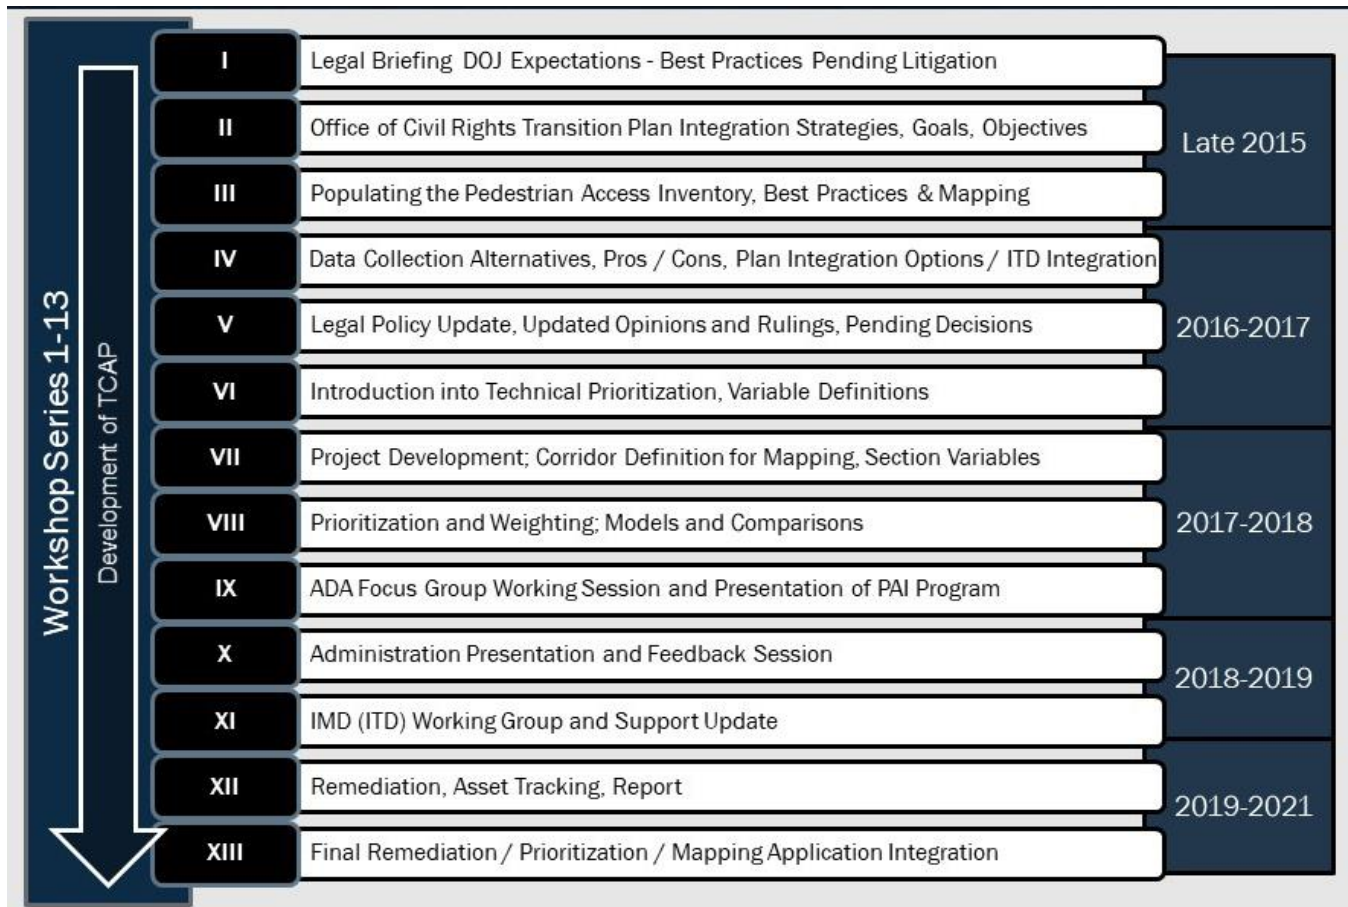 Workshop Series 1-13
Development of TCAP
I
Legal Briefing DOJ Expectations - Best Practices Pending Litigation
II
Office of Civil Rights Transition Plan Integration Strategies, Goals, Objectives
III
Populating the Pedestrian Access Inventory, Best Practices & Mapping
Late 2015
IV
Data Collection Alternatives, Pros / Cons, Plan Integration Options / ITD Integration
V
Legal Policy Update, Updated Opinions and Rulings, Pending Decisions
VI
Introduction into Technical Prioritization, Variable Definitions
2016-2017
VII
Project Development; Corridor Definition for Mapping, Section Variables
VIII
Prioritization and Weighting; Models and Comparisons
IX
ADA Focus Group Working Session and Presentation of PAI Program
2017-2018
X
Administration Presentation and Feedback Session
XI
IMD (ITD) Working Group and Support Update
2018-2019
XII
Remediation, Asset Tracking, Report
XIII
Final Remediation / Prioritization / Mapping Application Integration
2019-2021